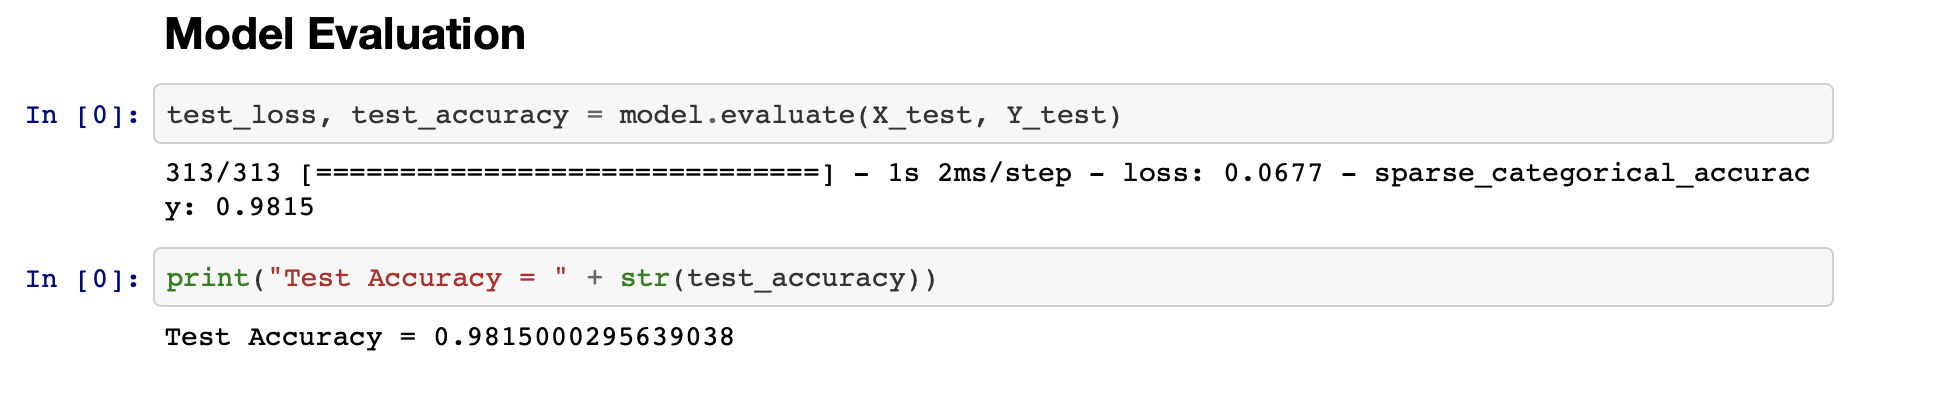 Model Evaluation
In [0]: test_loss, test_accuracy = model.evaluate(X_test, Y_test)
313/313 [==============================] - 1s 2ms/step - loss: 0.0677 - sparse_categorical_accurac
y: 0.9815
In [0]: print("Test Accuracy = " + str(test_accuracy))
Test Accuracy = 0.9815000295639038